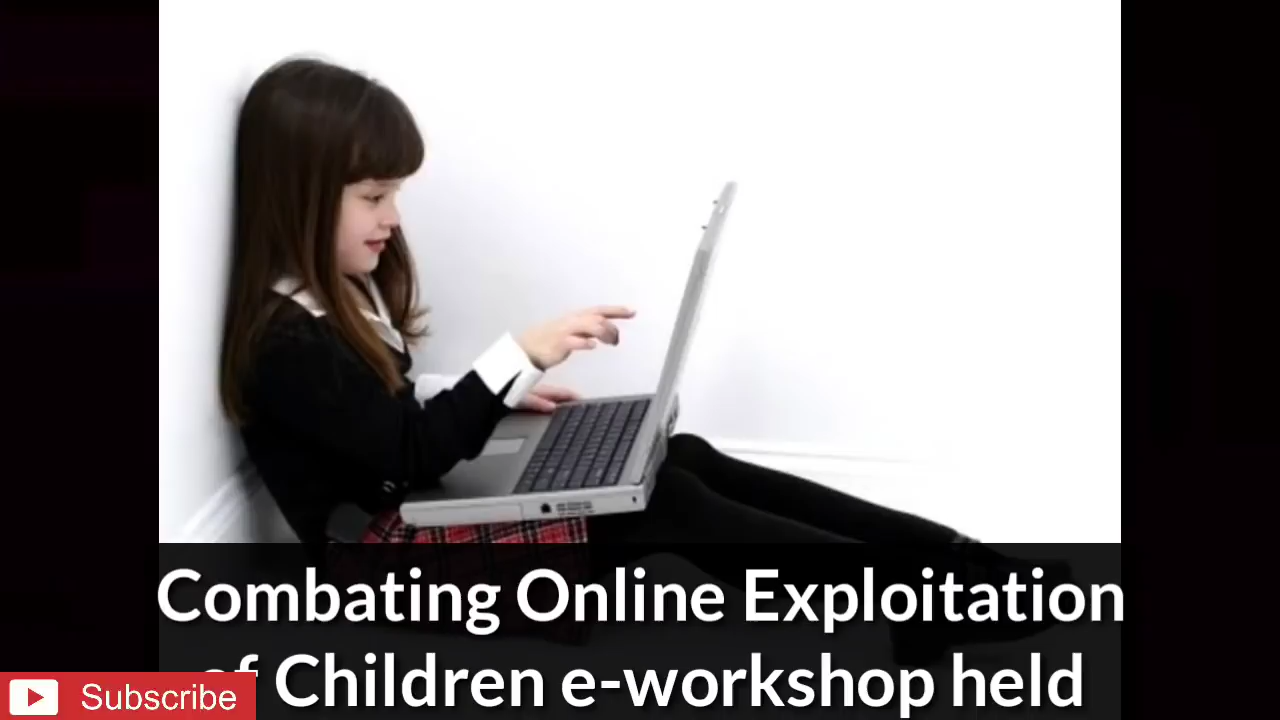 Combating Online Exploitation
of Children e-workshop held
Subscribe